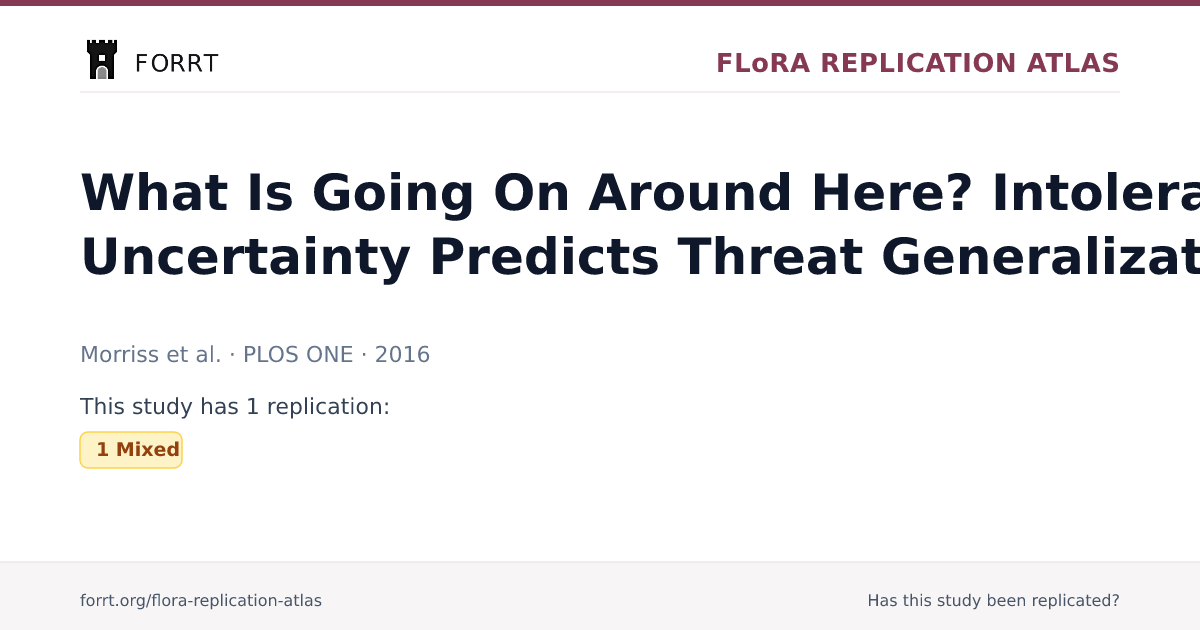 FORRT
FLoRA REPLICATION ATLAS
What Is Going On Around Here? Intolera
Uncertainty Predicts Threat Generalizat
Morriss et al. · PLOS ONE · 2016
This study has 1 replication:
1 Mixed
forrt.org/flora-replication-atlas
Has this study been replicated?